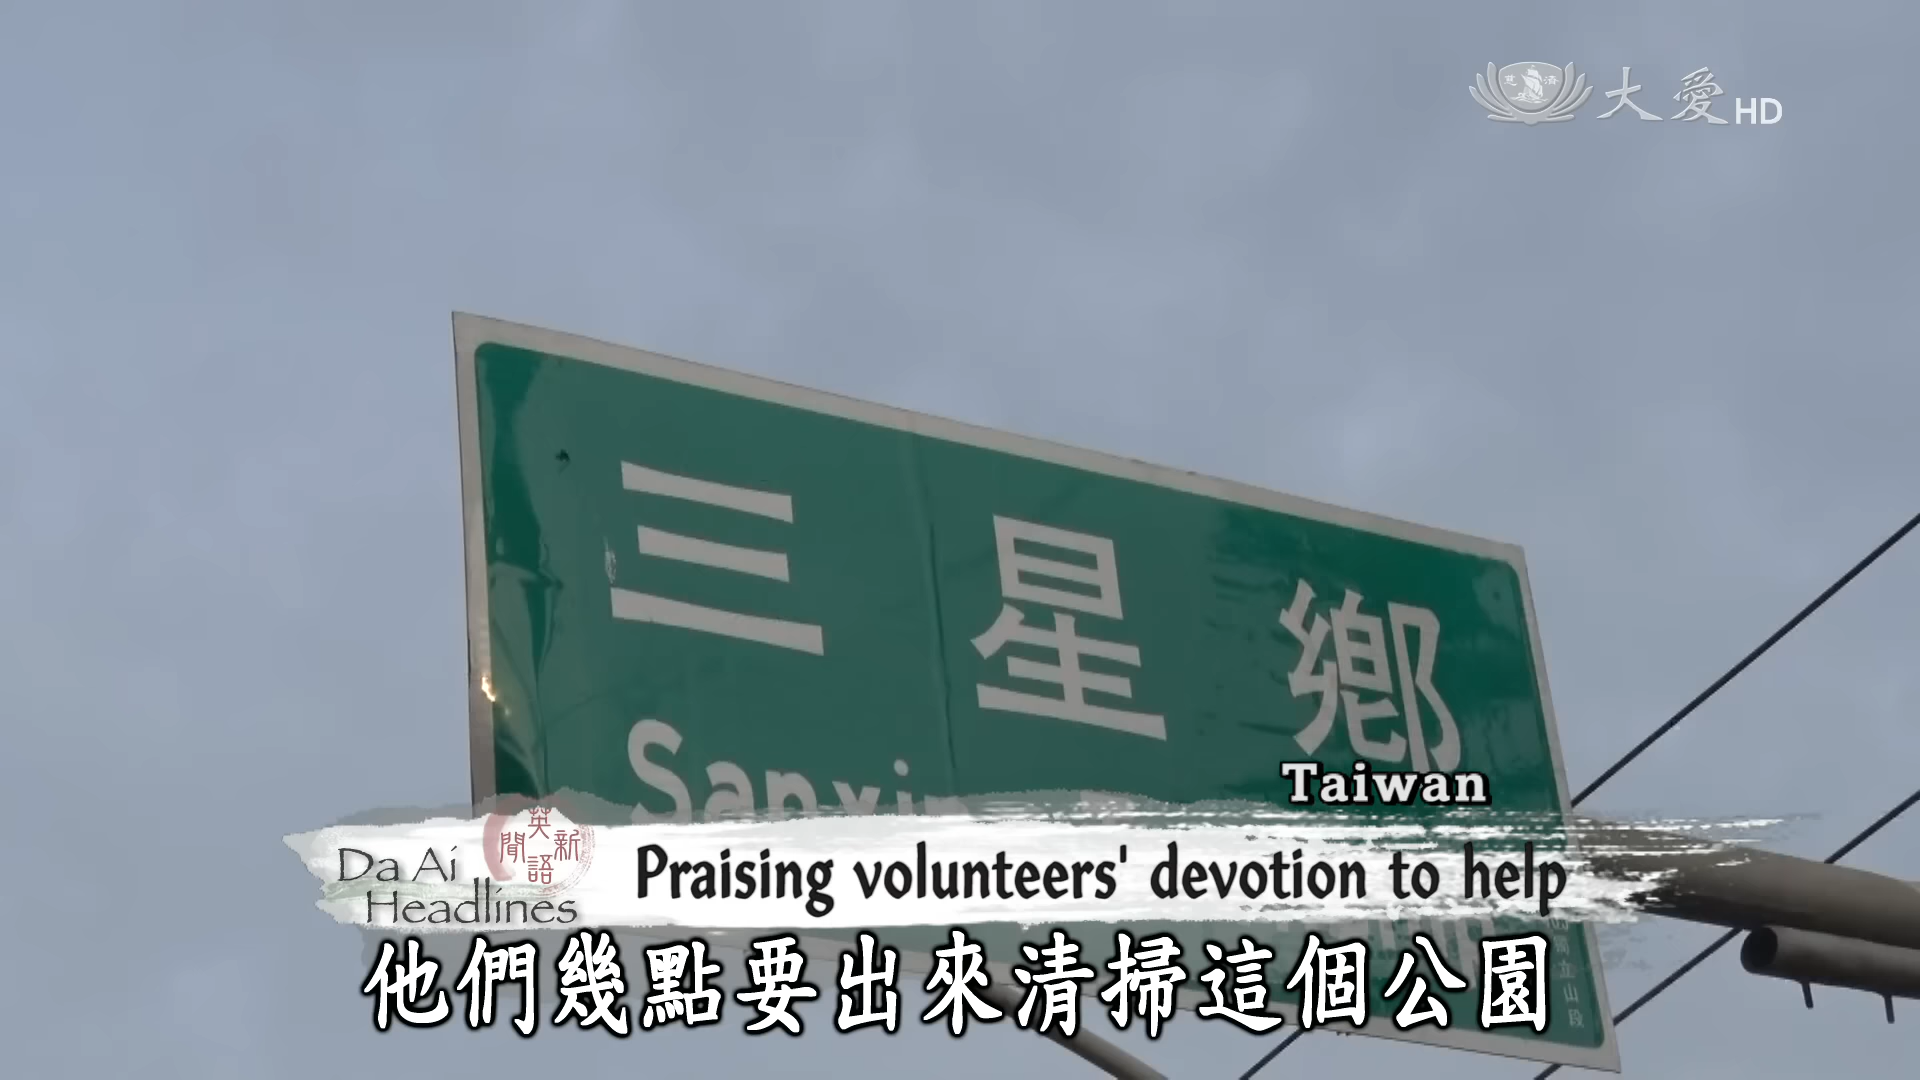 大愛HD
三星鄉
Sanxi
Taiwan
英語新聞
Da Ai
Headlines
Praising volunteers' devotion to help
他們幾點要出來清掃這個公園